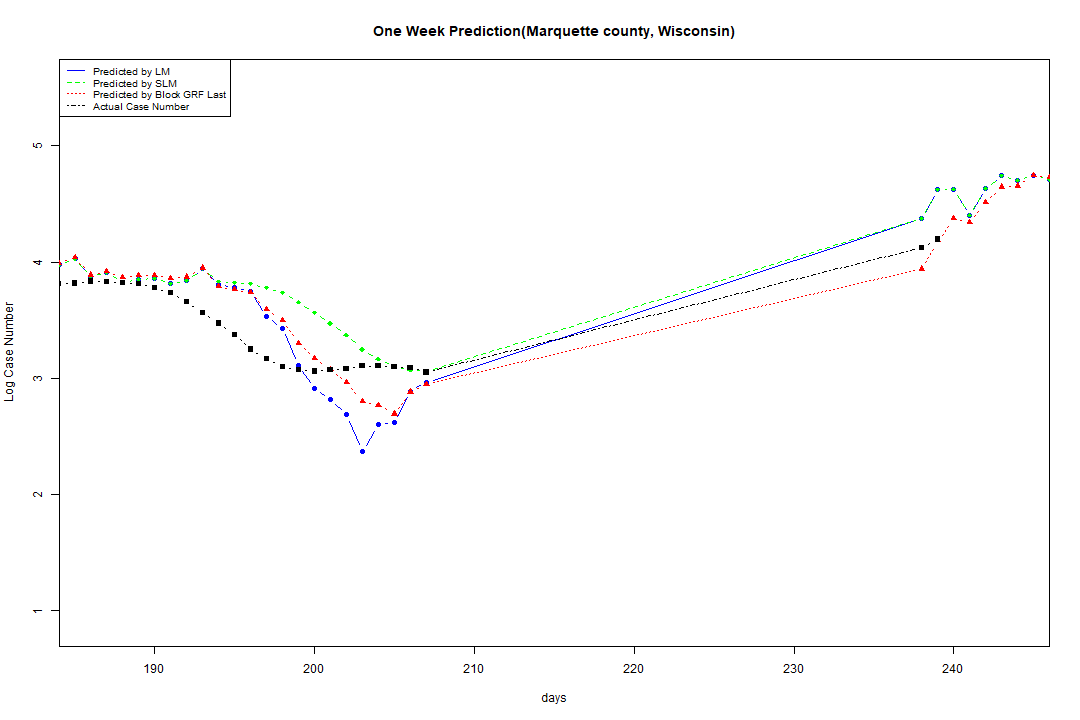 One Week Prediction(Marquette county, Wisconsin)
Predicted by LM
Predicted by SLM
Predicted by Block GRF Last
Actual Case Number
5
4
3
2
1
Log Case Number
190 200 210 220 230 240
days